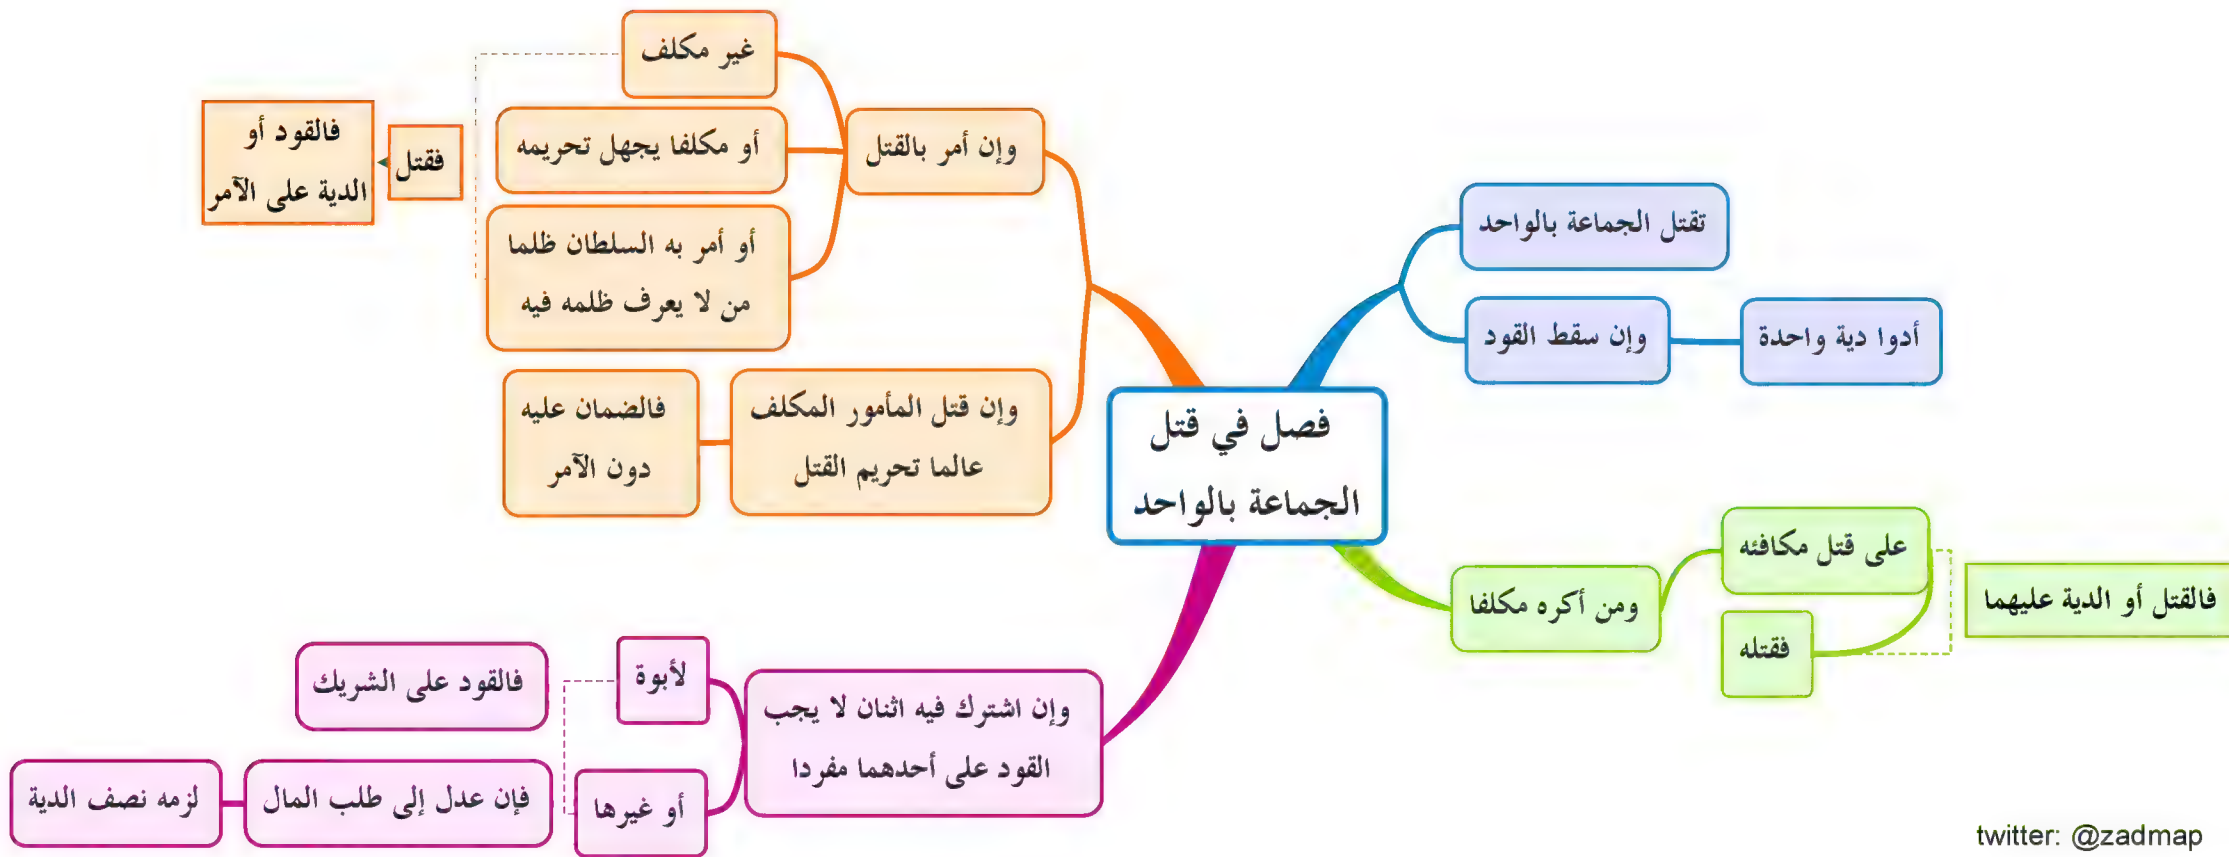 فصل في قتل
الجماعة بالواحد
تقتل الجماعة بالواحد
وإن سقط القود
أدوا دية واحدة
ومن أكره مكلفا
على قتل مكافئه
فقتله
فالقتل أو الدية عليهما
وإن أمر بالقتل
غير مكلف
أو مكلفا يجهل تحريمه
أو أمر به السلطان ظلما
من لا يعرف ظلمه فيه
فقتل
فالقود أو
الدية على الآمر
وإن قتل المأمور المكلف
عالما تحريم القتل
فالضمان عليه
دون الآمر
وإن اشترك فيه اثنان لا يجب
القود على أحدهما مفردا
لأبوة
أو غيرها
فالقود على الشريك
فإن عدل إلى طلب المال
لزمه نصف الدية
twitter: @zadmap